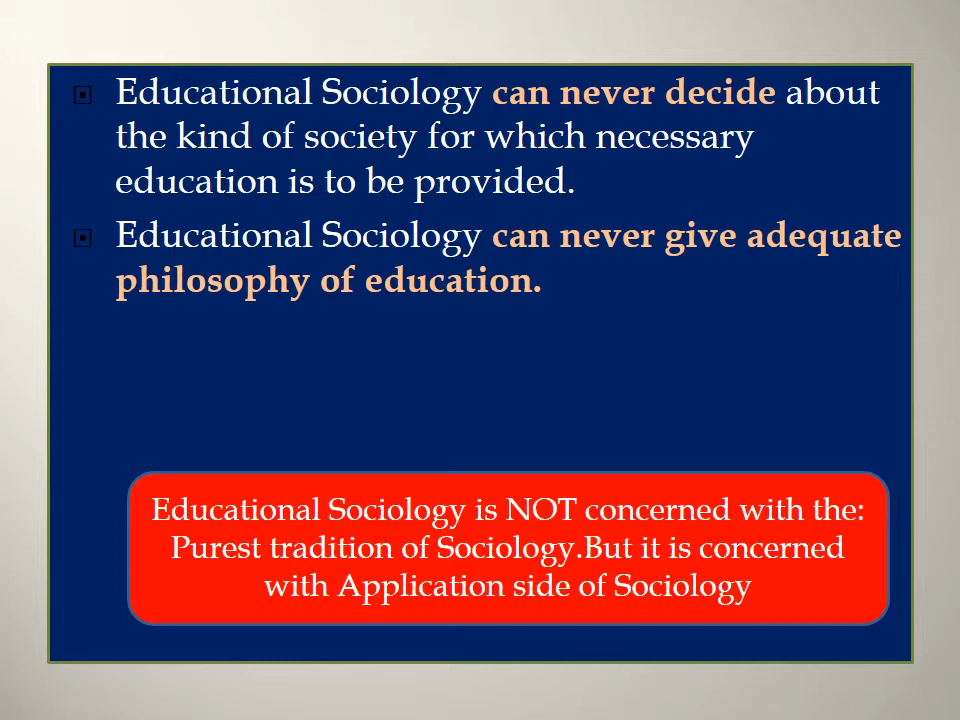 Educational Sociology can never decide about
the kind of society for which necessary
education is to be provided.
Educational Sociology can never give adequate
philosophy of education.
Educational Sociology is NOT concerned with the:
Purest tradition of Sociology.But it is concerned
with Application side of Sociology